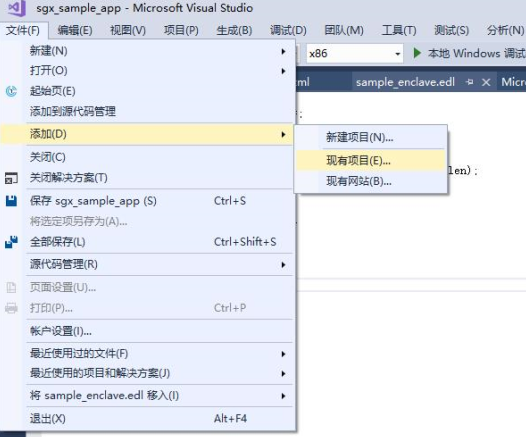 sgx_sample_app - Microsoft Visual Studio
文件(F) 编辑(E) 视图(V) 项目(P) 生成(B) 调试(D) 团队(M) 工具(T) 测试(S) 分析(N)
x86 本地 Windows 调试
sample_enclave.edl
新建(N)
打开(O)
起始页(E)
添加到源代码管理
添加(D)
新建项目(N)...
现有项目(E)...
现有网站(B)...
len);
关闭(C)
关闭解决方案(T)
保存 sgx_sample_app (S) Ctrl+S
将选定项另存为(A)...
全部保存(L) Ctrl+Shift+S
源代码管理(R)
页面设置(U)...
打印(P)... Ctrl+P
帐户设置(I)...
最近使用过的文件(F)
最近使用的项目和解决方案(J)
将 sample_enclave.edl 移入(I)
退出(X) Alt+F4